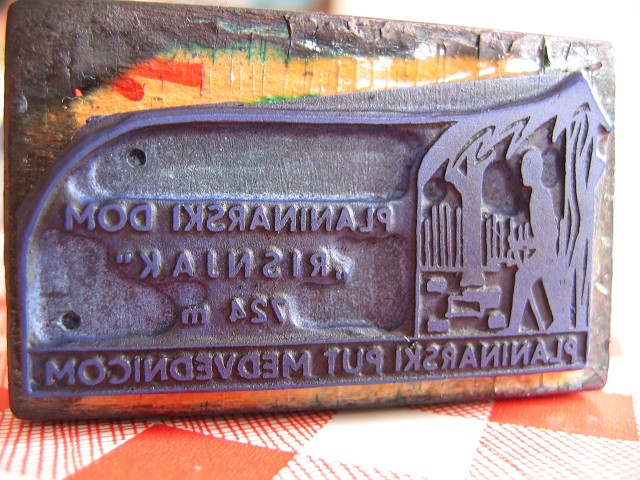 PLANINARSKI DOM
„RISNJAK"
724 m
PLANINARSKI PUT MEDVEDNICOM